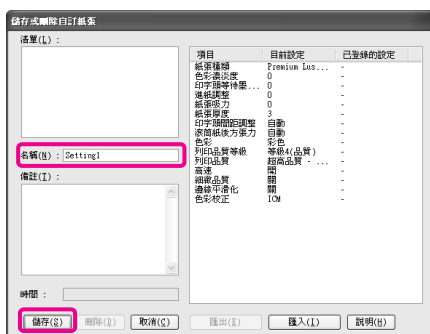 儲存或刪除自訂紙張
清單(L) :
名稱(N) : Setting1
備註(I) :
時間 :
項目 目前設定 已登錄的設定
紙張種類 Premium Lus... -
色彩濃淡度 0 -
印字頭等待墨... 0 -
進紙調整 0 -
紙張吸力 0 -
紙張厚度 3 -
印字頭間距調整 自動 -
滾筒紙後方張力 自動 -
色彩 彩色 -
列印品質等級 等級4(品質) -
列印品質 超高品質 - ... -
高速 開 -
細緻品質 關 -
邊緣平滑化 關 -
色彩校正 ICM -
儲存(S) 刪除(D) 取消(C) 匯出(E) 匯入(I) 說明(H)